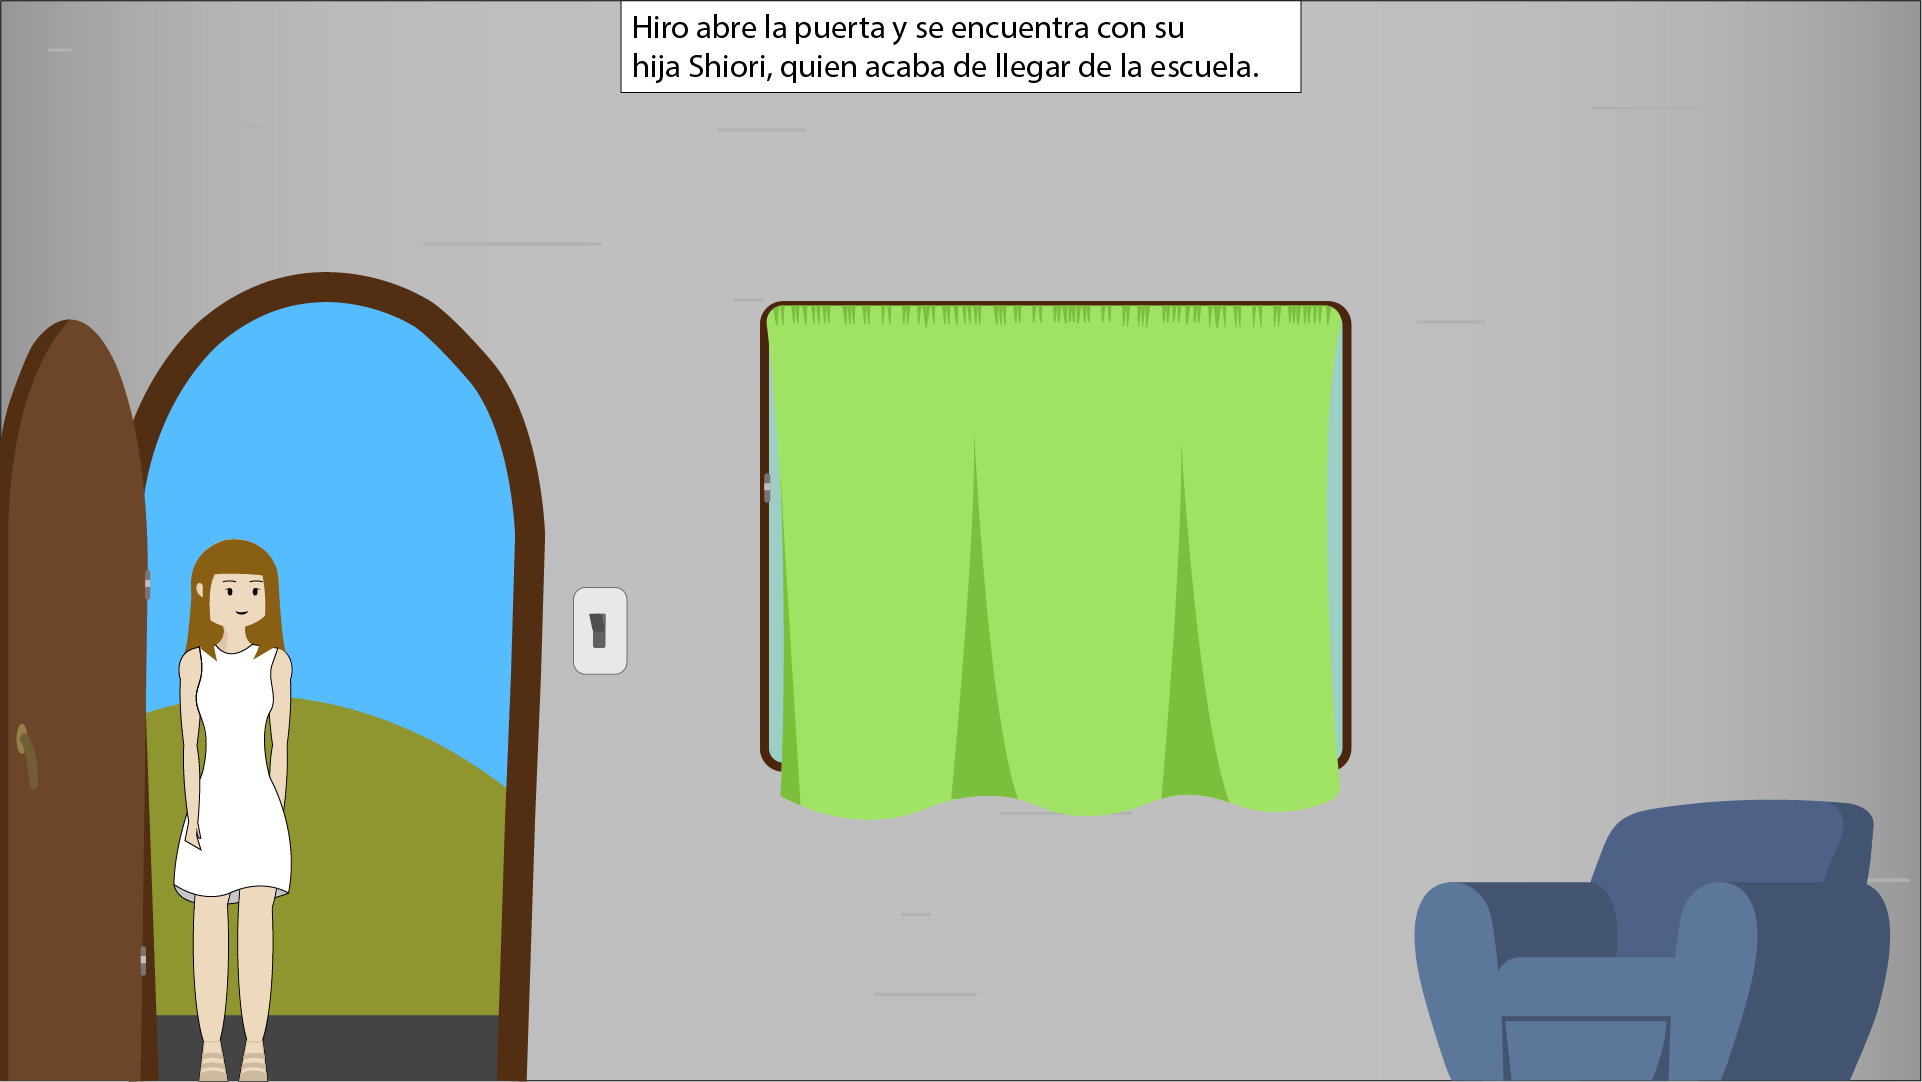 Hiro abre la puerta y se encuentra con su
hija Shiori, quien acaba de llegar de la escuela.